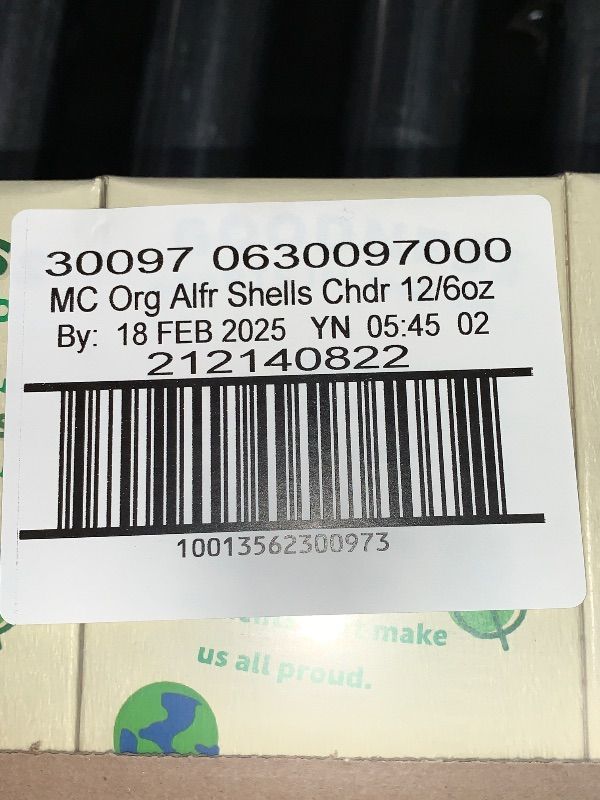 30097 0630097000
MC Org Alfr Shells Chdr 12/6oz
By: 18 FEB 2025 YN 05:45 02
212140822
10013562300973
make
us all proud.